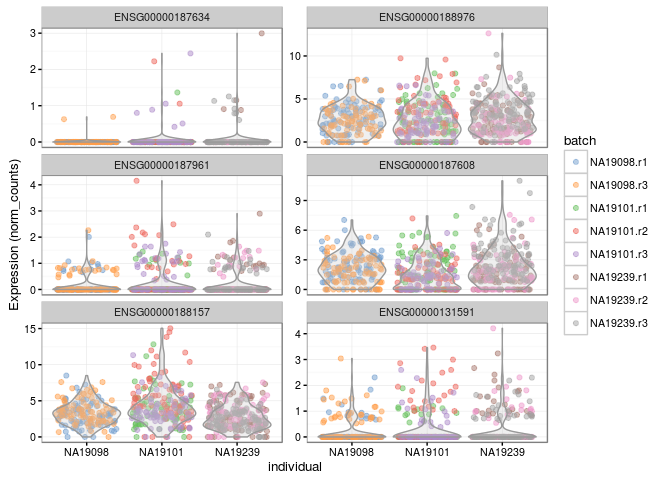 ENSG00000187634
ENSG00000188976
3
2
1
0
10
5
0
ENSG00000187961
ENSG00000187608
4
3
2
1
0
9
6
3
0
ENSG00000188157
ENSG00000131591
15
10
5
0
4
3
2
1
0
NA19098 NA19101 NA19239
NA19098 NA19101 NA19239
individual
Expression (norm_counts)
batch
NA19098.r1
NA19098.r3
NA19101.r1
NA19101.r2
NA19101.r3
NA19239.r1
NA19239.r2
NA19239.r3